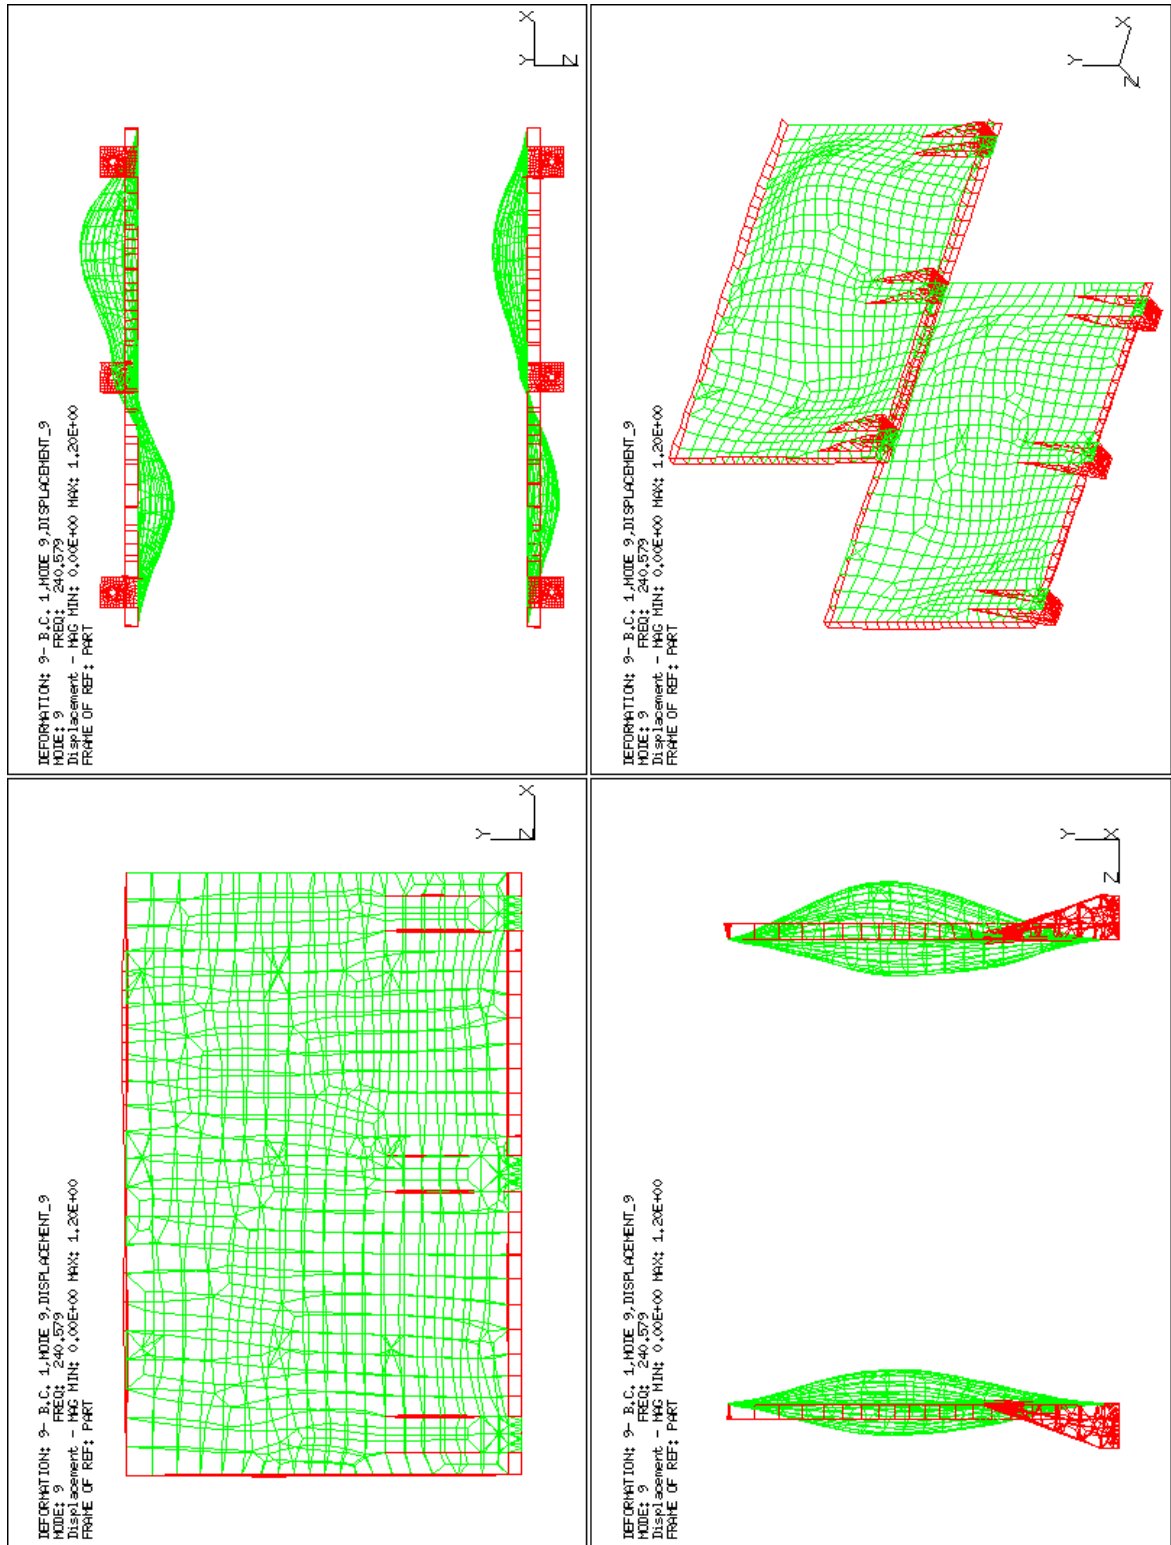 DEFORMATION: 9- B.C. 1,MODE 9,DISPLACEMENT_9
MODE: 9 FREQ: 240.579
Displacement - MAG MIN: 0.00E+00 MAX: 1.20E+00
FRAME OF REF: PART
Y X
Z
DEFORMATION: 9- B.C. 1,MODE 9,DISPLACEMENT_9
MODE: 9 FREQ: 240.579
Displacement - MAG MIN: 0.00E+00 MAX: 1.20E+00
FRAME OF REF: PART
Y
X
Z
DEFORMATION: 9- B.C. 1,MODE 9,DISPLACEMENT_9
MODE: 9 FREQ: 240.579
Displacement - MAG MIN: 0.00E+00 MAX: 1.20E+00
FRAME OF REF: PART
Y
Z X
DEFORMATION: 9- B.C. 1,MODE 9,DISPLACEMENT_9
MODE: 9 FREQ: 240.579
Displacement - MAG MIN: 0.00E+00 MAX: 1.20E+00
FRAME OF REF: PART
Y
Z X